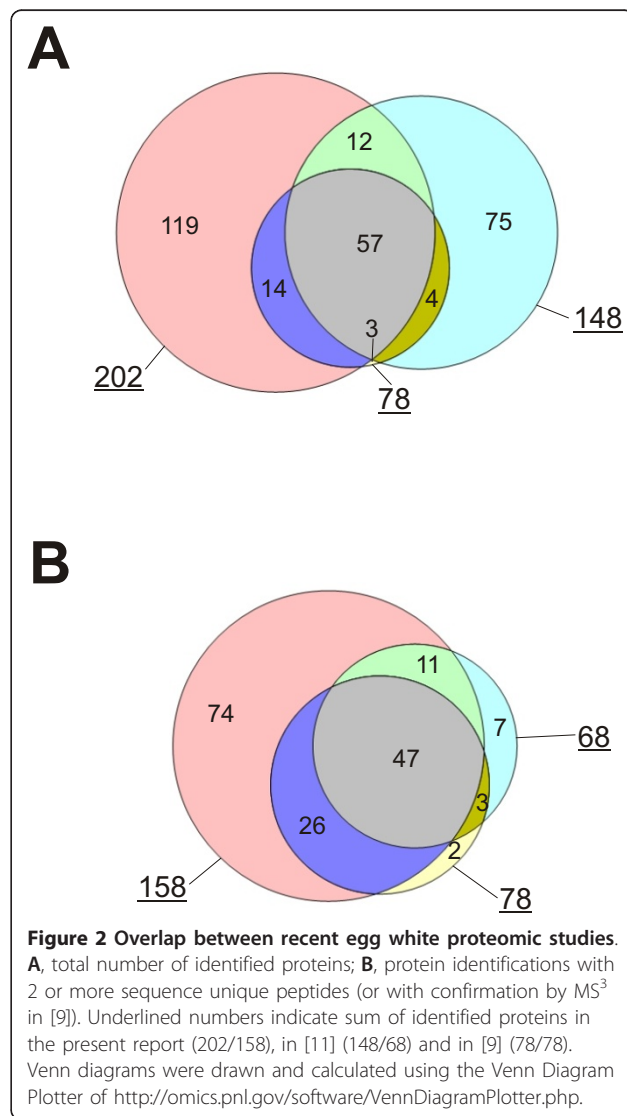 A
12
119
57
75
14
4
3
148
202
78
B
11
74
7
47
68
3
26
2
158
78
Figure 2 Overlap between recent egg white proteomic studies.
A, total number of identified proteins; B, protein identifications with
2 or more sequence unique peptides (or with confirmation by MS³
in [9]). Underlined numbers indicate sum of identified proteins in
the present report (202/158), in [11] (148/68) and in [9] (78/78).
Venn diagrams were drawn and calculated using the Venn Diagram
Plotter of http://omics.pnl.gov/software/VennDiagramPlotter.php.